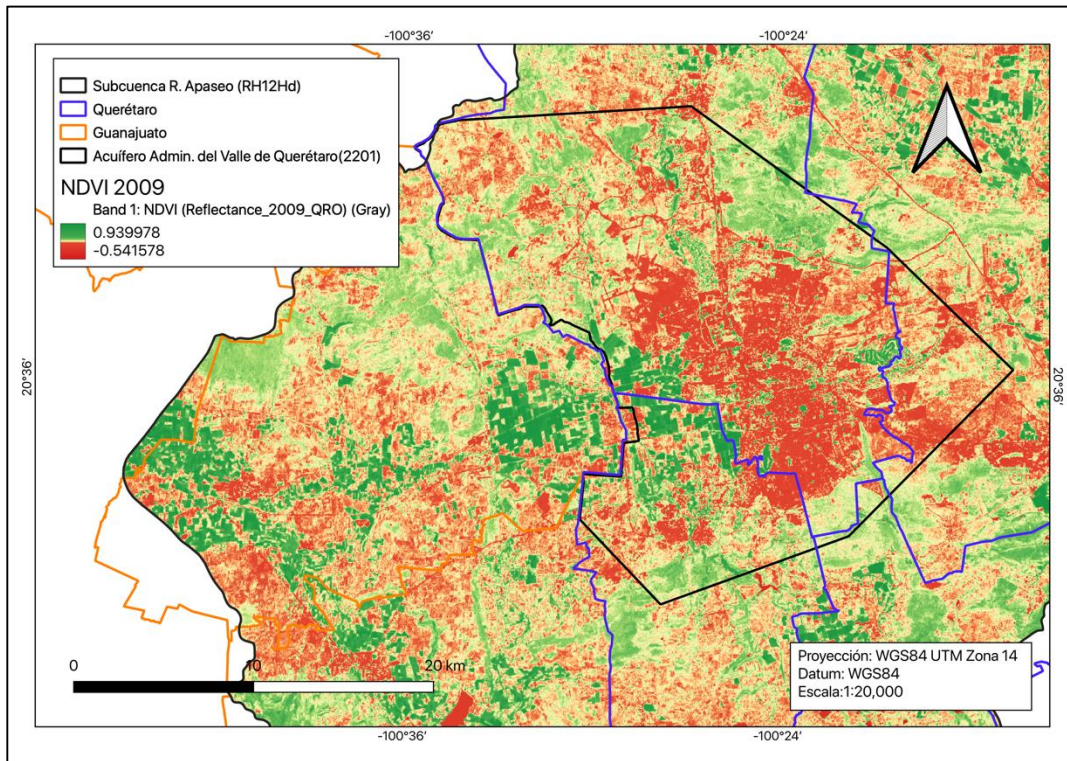 -100°36′
-100°24′
Subcuenca R. Apaseo (RH12Hd)
Querétaro
Guanajuato
Acuífero Admin. del Valle de Querétaro(2201)
NDVI 2009
Band 1: NDVI (Reflectance_2009_QRO) (Gray)
0.939978
-0.541578
20°36′
20°36′
0
10
20 km
Proyección: WGS84 UTM Zona 14
Datum: WGS84
Escala:1:20,000
-100°36′
-100°24′